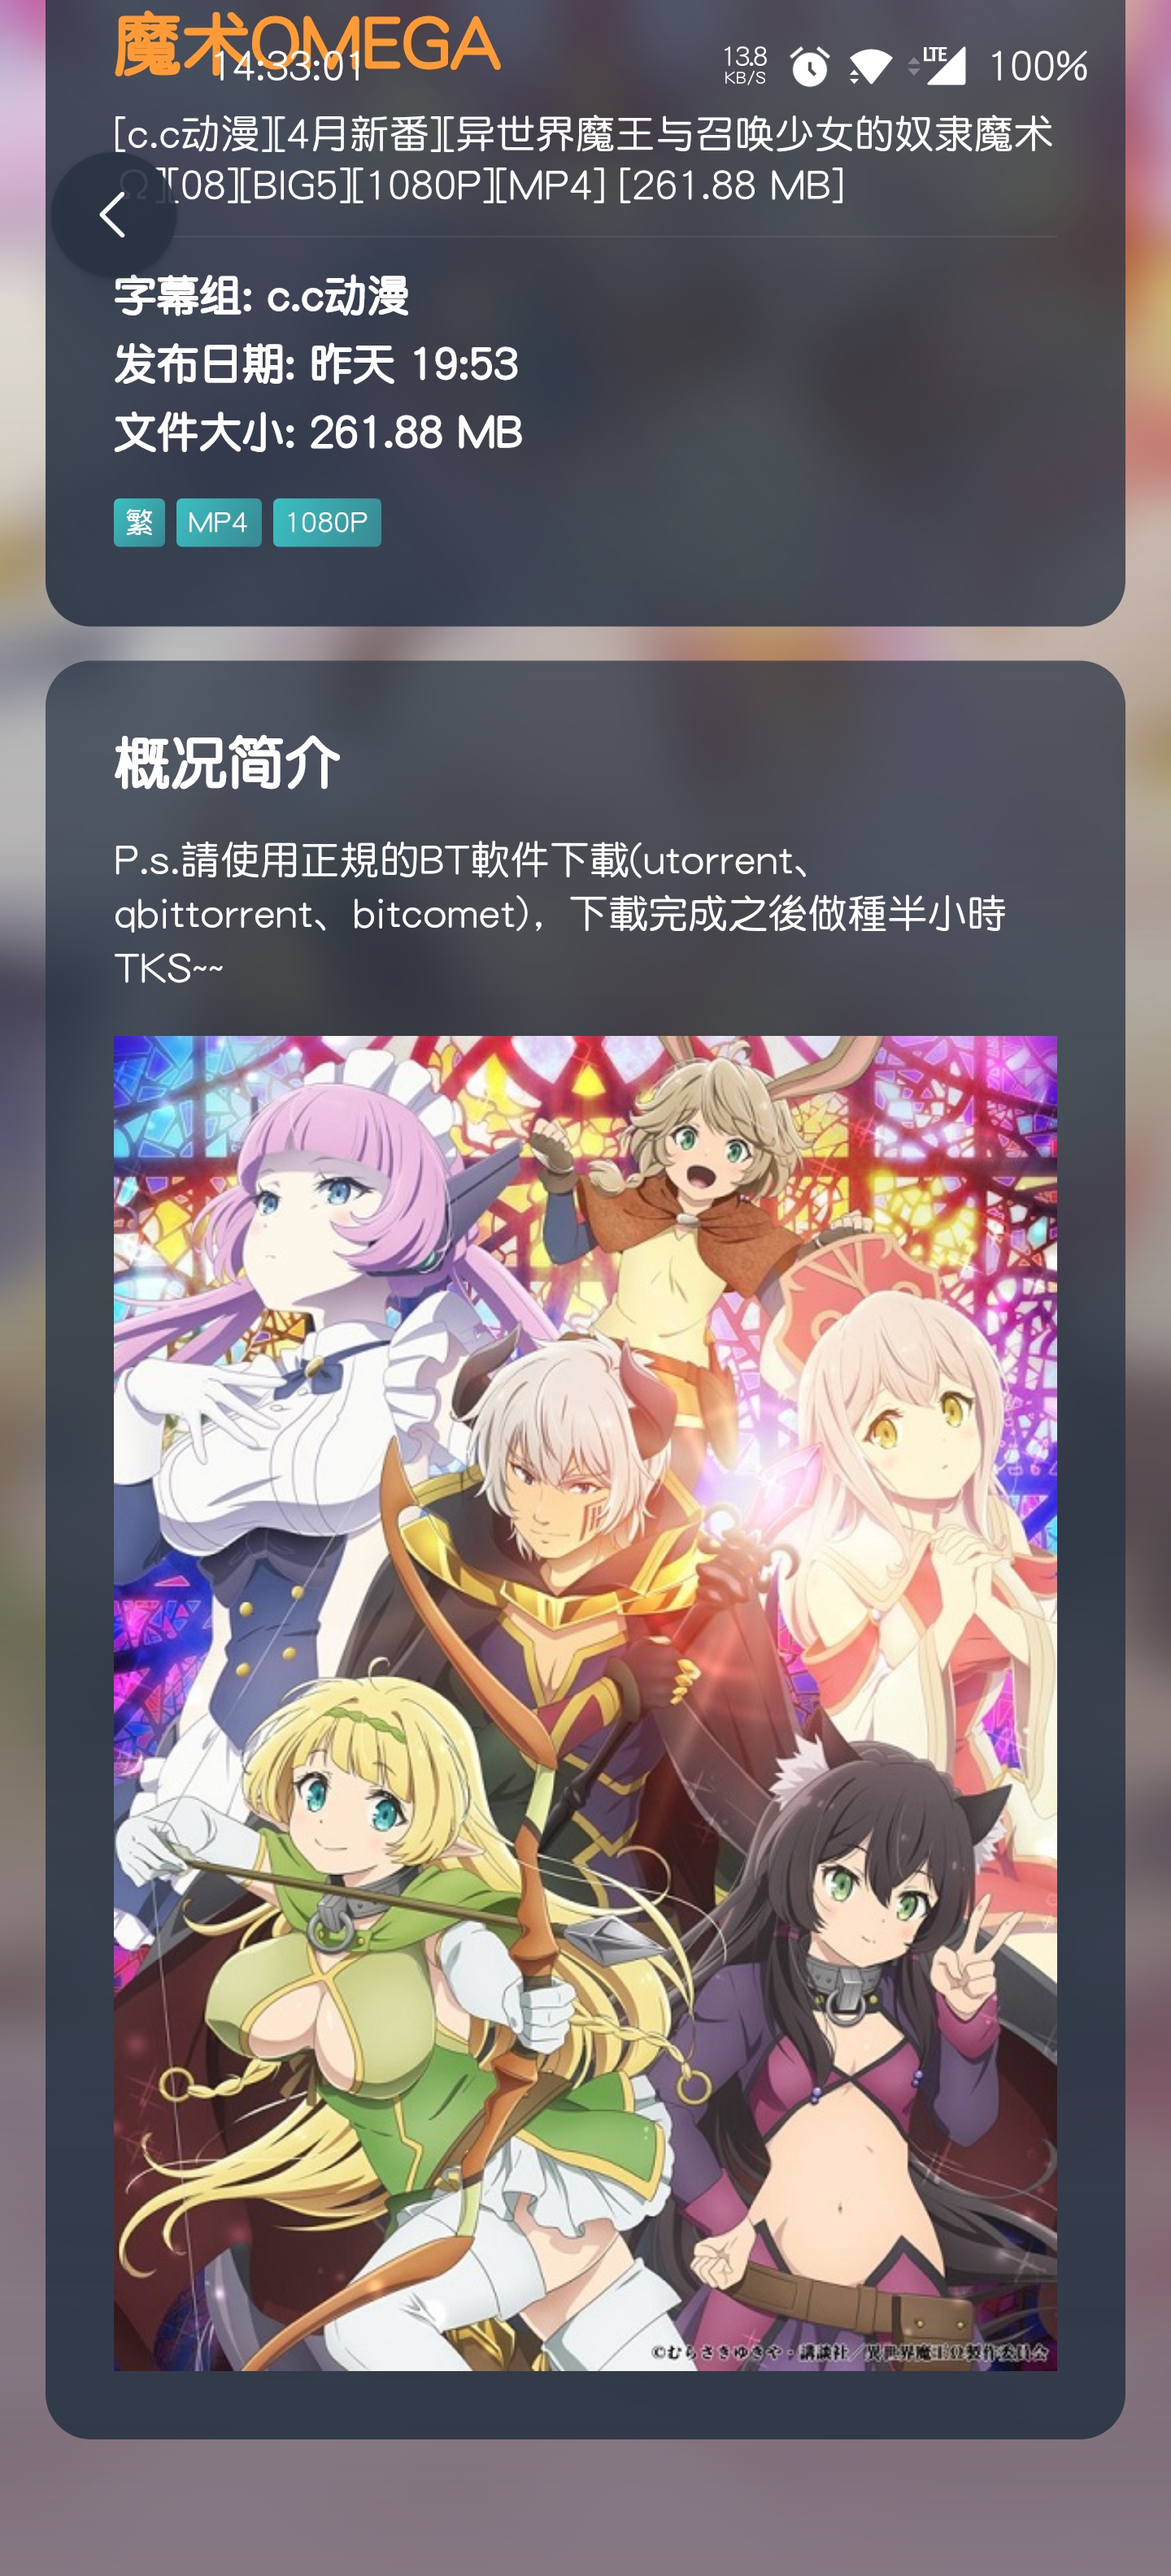 魔术OMEGA
14:33:01
13.8
KB/S
LTE
100%
[c.c动漫][4月新番][异世界魔王与召唤少女的奴隶魔术
Ω][08][BIG5][1080P][MP4] [261.88 MB]
字幕组: c.c动漫
发布日期: 昨天 19:53
文件大小: 261.88 MB
繁
MP4
1080P
概况简介
P.s.請使用正規的BT軟件下載(utorrent、
qbittorrent、bitcomet)，下載完成之後做種半小時
TKS~~
©むらさきゆきや・講談社／異世界魔王Ω製作委員会